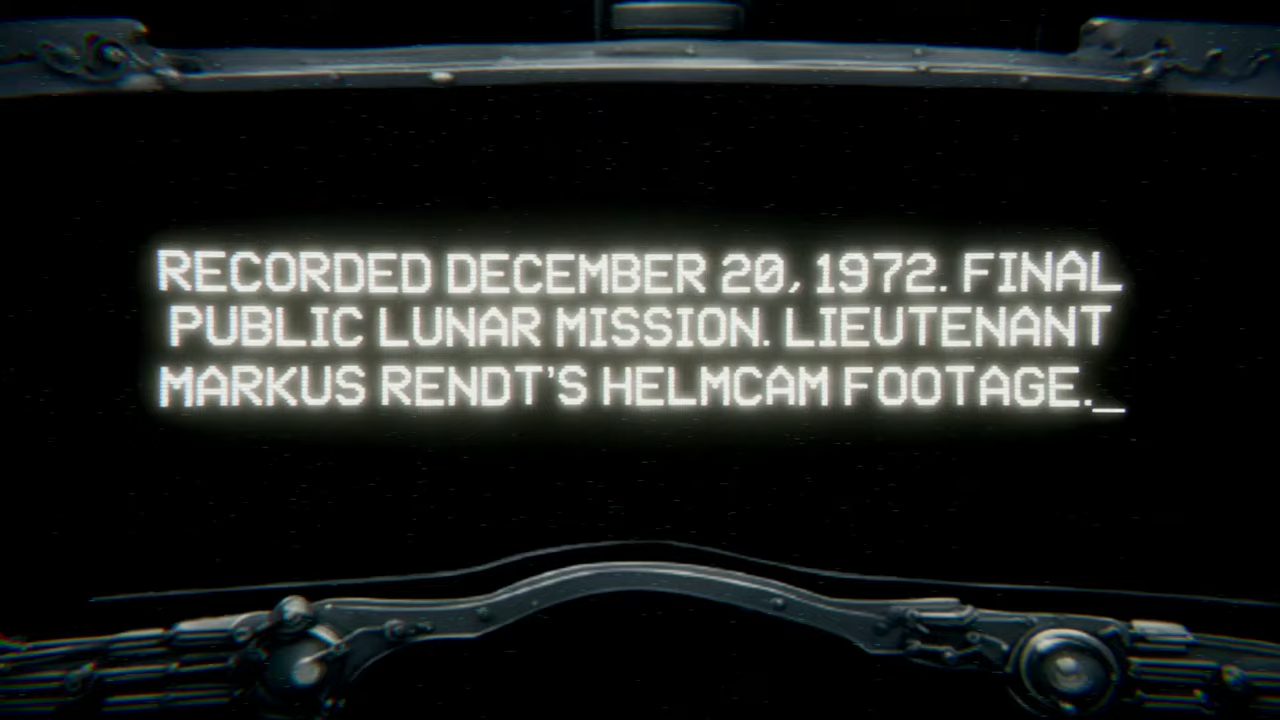 RECORDED DECEMBER 20, 1972. FINAL
PUBLIC LUNAR MISSION. LIEUTENANT
MARKUS RENDT'S HELMCAM FOOTAGE._